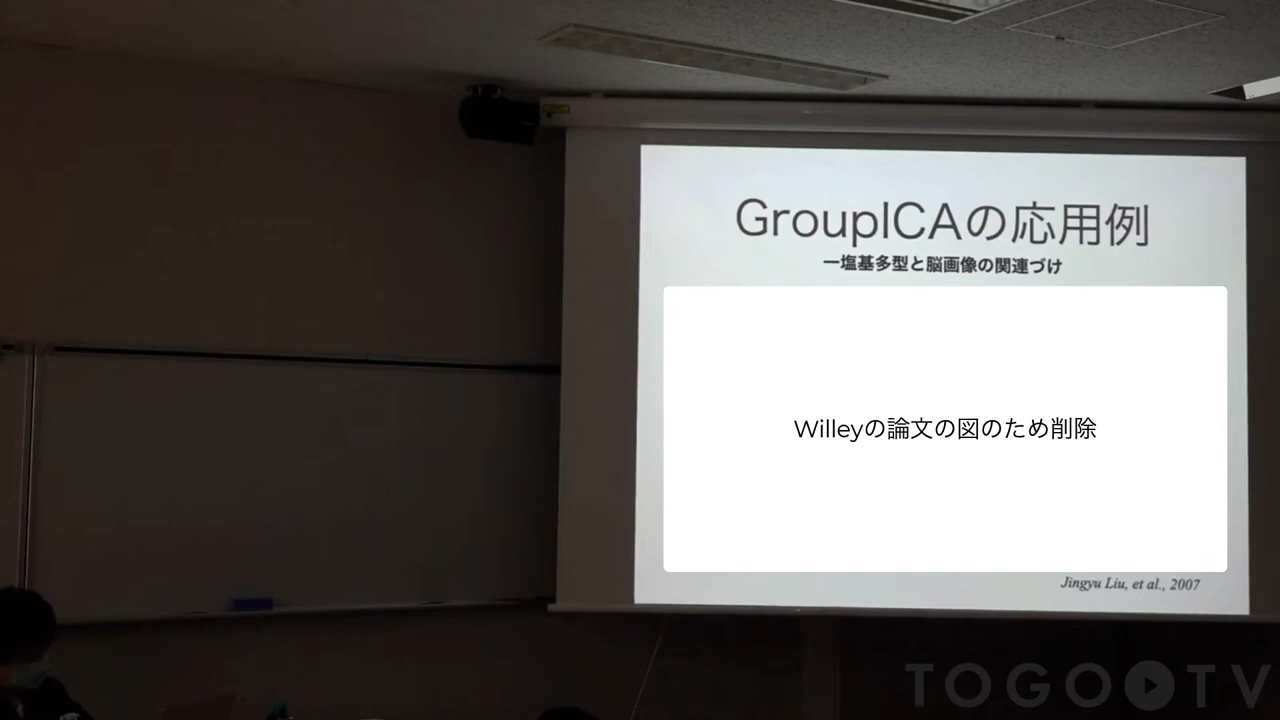 GroupICAの応用例
一塩基多型と脳画像の関連づけ
Willeyの論文の図のため削除
Jingyu Liu, et al., 2007
TOGO TV